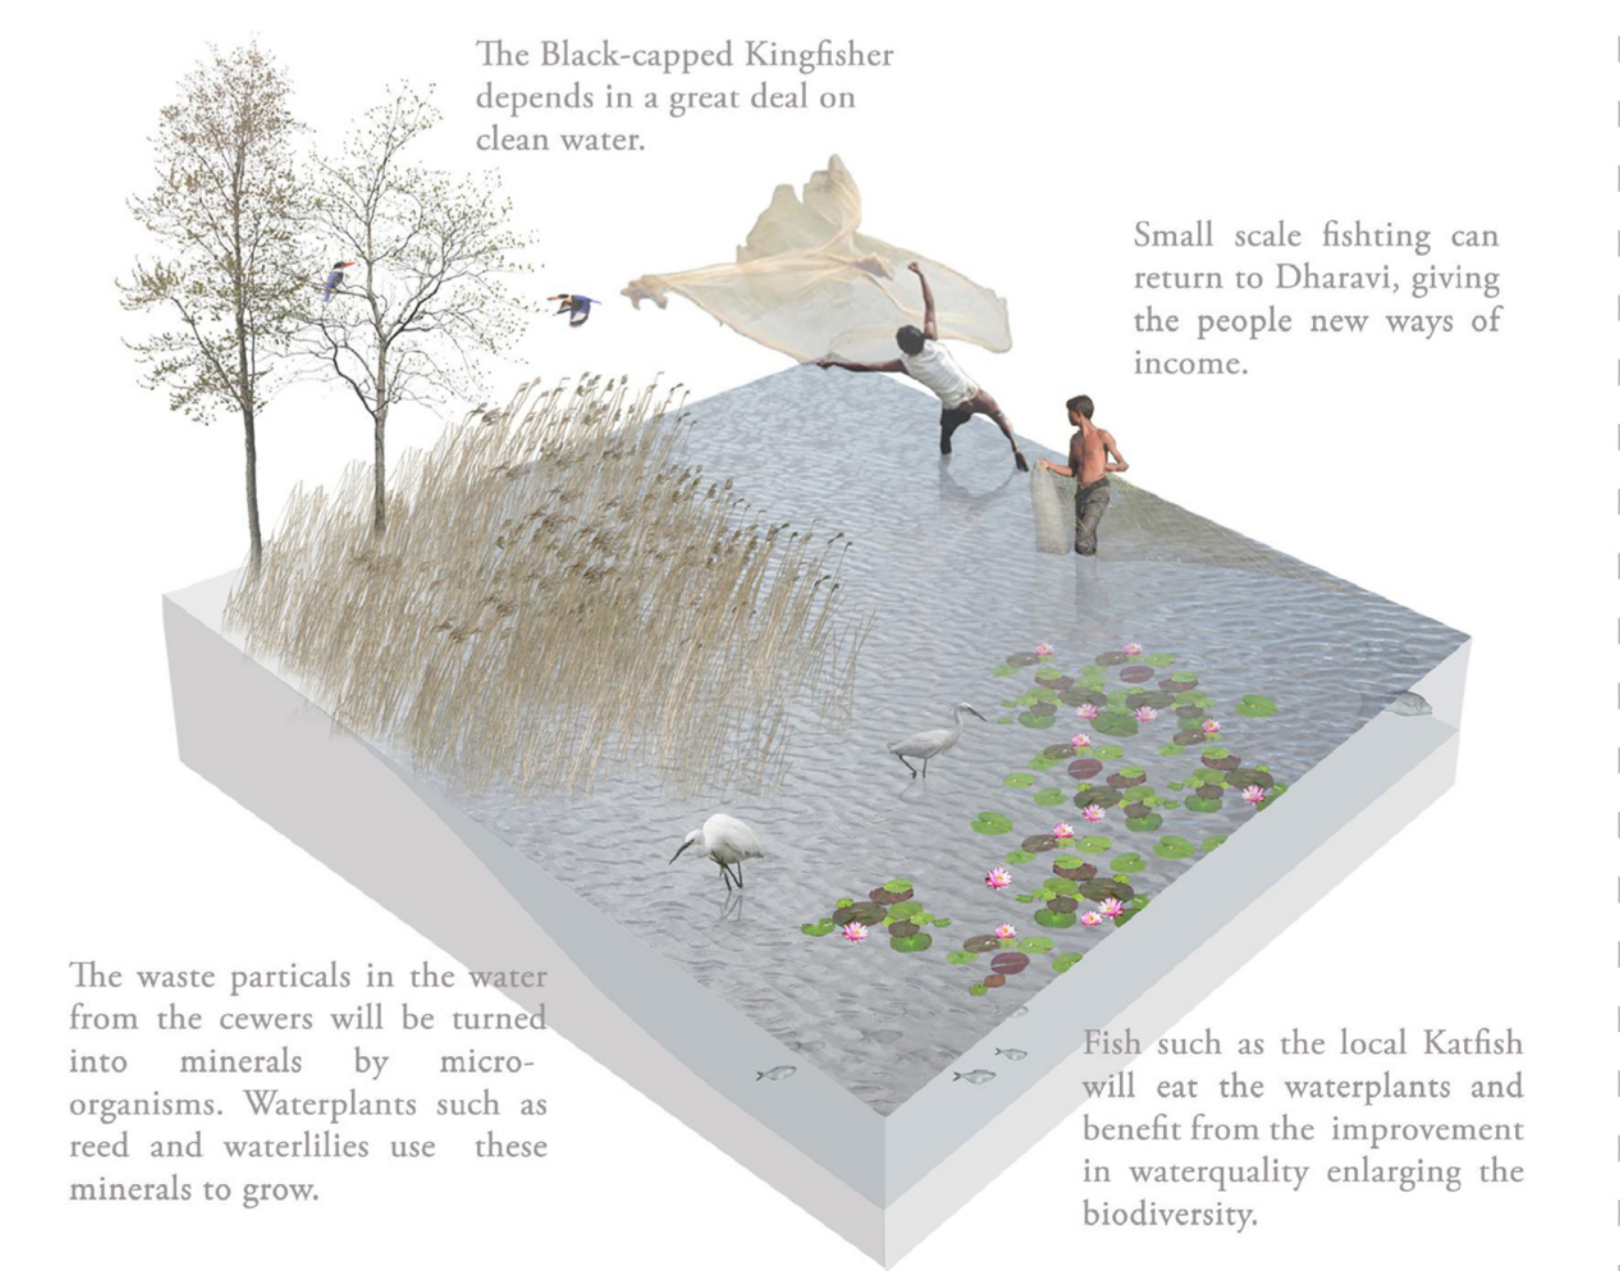 The Black-capped Kingfisher
depends in a great deal on
clean water.
Small scale fishting can
return to Dharavi, giving
the people new ways of
income.
The waste particals in the water
from the cewers will be turned
into minerals by micro-
organisms. Waterplants such as
reed and waterlilies use these
minerals to grow.
Fish such as the local Katfish
will eat the waterplants and
benefit from the improvement
in waterquality enlarging the
biodiversity.